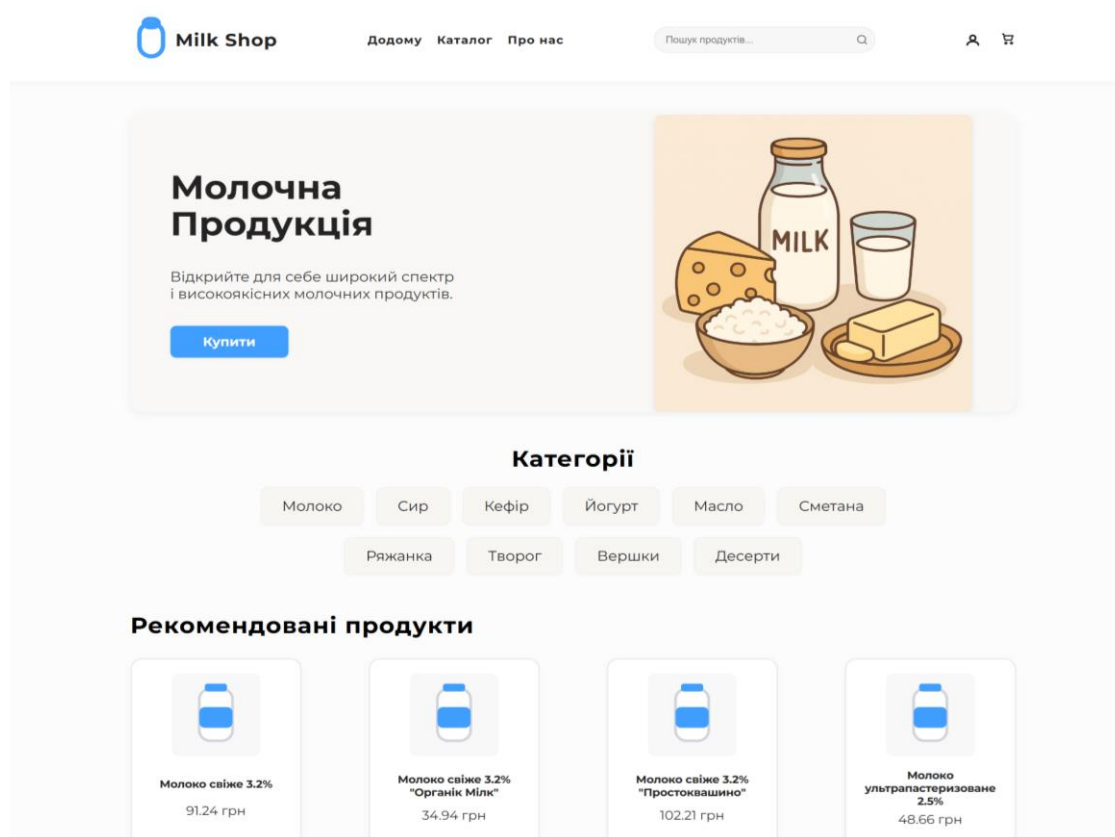 Milk Shop
Додому Каталог Про нас
Пошук продуктів...
Молочна
Продукція
Відкрийте для себе широкий спектр
і високоякісних молочних продуктів.
Купити
MILK
Категорії
Молоко Сир Кефір Йогурт Масло Сметана
Ряжанка Творог Вершки Десерти
Рекомендовані продукти
Молоко свіже 3.2%
91.24 грн
Молоко свіже 3.2%
"Органік Мілк"
34.94 грн
Молоко свіже 3.2%
"Простоквашино"
102.21 грн
Молоко
ультрапастеризоване
2.5%
48.66 грн